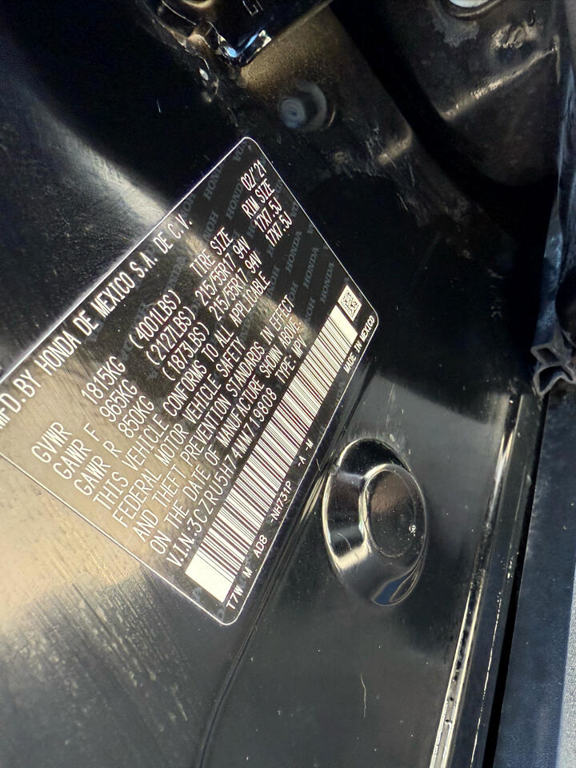 MFD.BY HONDA DE MEXICO S.A. DE C.V. 02/'21
GVWR 1815KG (4001LBS) TIRE SIZE RIM SIZE
GAWR F 965KG (2127LBS) 215/55R17 94V 17X7.5J
GAWR R 850KG (1873LBS) 215/55R17 94V 17X7.5J
THIS VEHICLE CONFORMS TO ALL APPLICABLE
FEDERAL MOTOR VEHICLE SAFETY
AND THEFT PREVENTION STANDARDS IN EFFECT
ON THE DATE OF MANUFACTURE SHOWN ABOVE.
V.I.N. 3CZRU5H74MM719808 TYPE: MPV
T7W M AD8 -NH731P -A -M
MADE IN MEXICO
HONDA